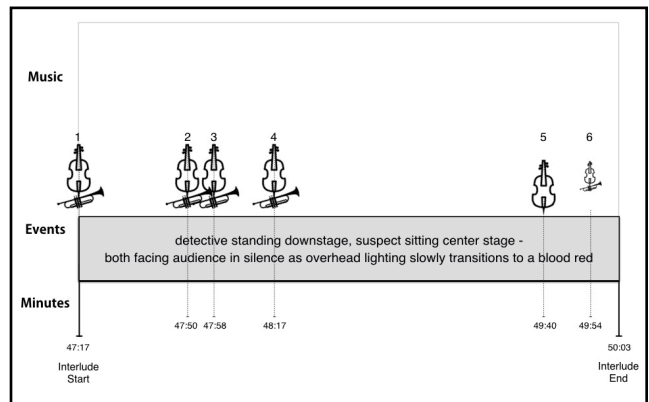 Music
1
2
3
4
5
6
Events
detective standing downstage, suspect sitting center stage -
both facing audience in silence as overhead lighting slowly transitions to a blood red
Minutes
47:50
47:58
48:17
49:40
49:54
47:17
50:03
Interlude
Start
Interlude
End